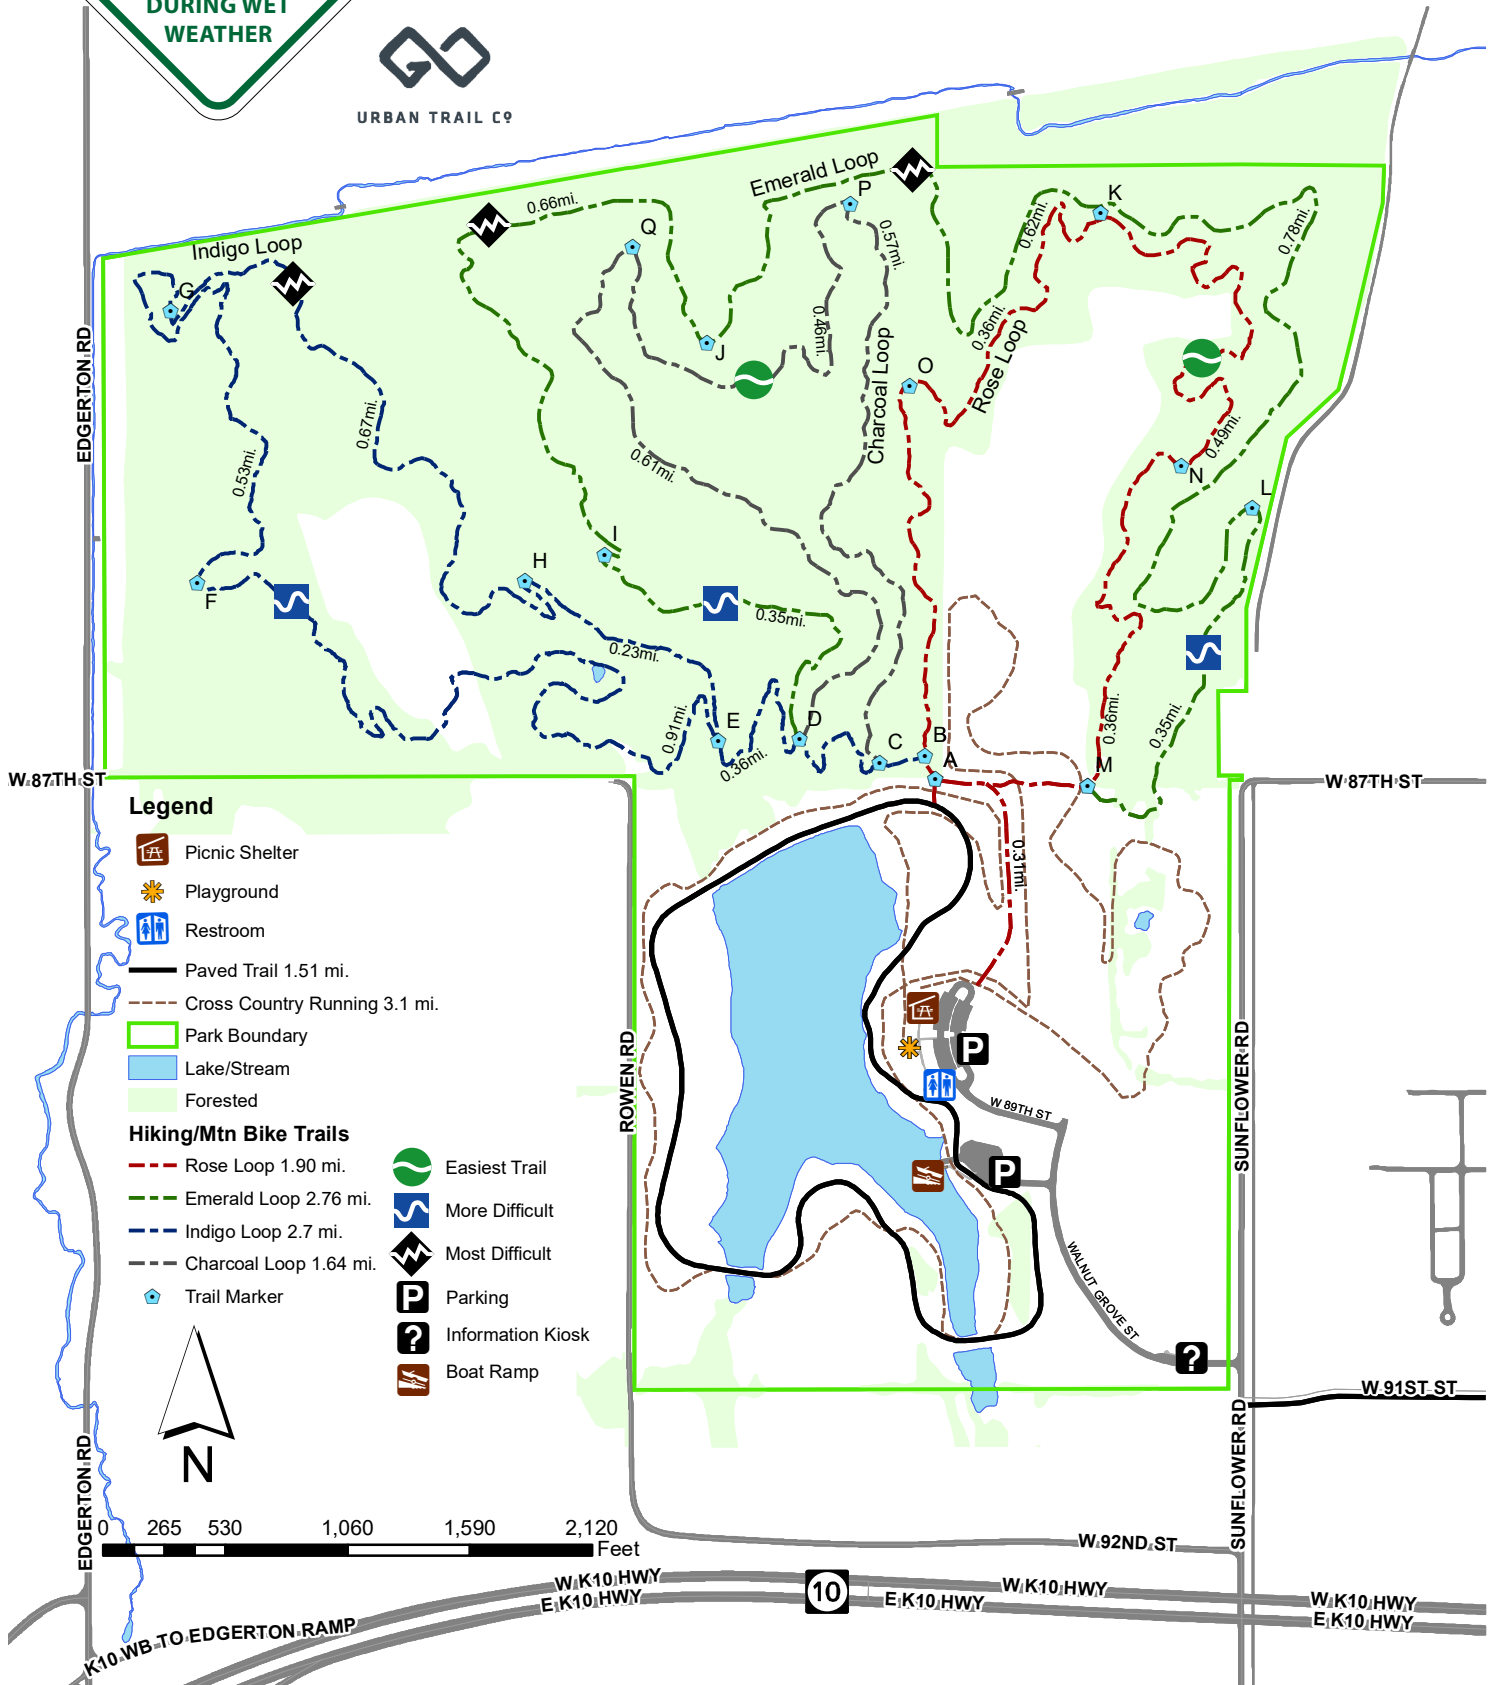 DURING WET
WEATHER
URBAN TRAIL Cº
Emerald Loop
P
K
0.66mi.
Q
0.57mi.
0.62mi.
0.78mi.
Indigo Loop
G
J
0.46mi.
0.36mi.
Rose Loop
Charcoal Loop
O
EDGERTON RD
0.67mi.
0.53mi.
0.61mi.
0.49mi.
N
L
I
H
F
0.35mi.
0.23mi.
0.91mi.
E
0.36mi.
D
C
B
A
M
0.36mi.
0.35mi.
W 87TH ST
W 87TH ST
0.31mi.
Legend
Picnic Shelter
Playground
Restroom
Paved Trail 1.51 mi.
Cross Country Running 3.1 mi.
Park Boundary
Lake/Stream
Forested
Hiking/Mtn Bike Trails
Rose Loop 1.90 mi.
Emerald Loop 2.76 mi.
Indigo Loop 2.7 mi.
Charcoal Loop 1.64 mi.
Trail Marker
Easiest Trail
More Difficult
Most Difficult
P Parking
? Information Kiosk
Boat Ramp
ROWEN RD
P
W 89TH ST
P
SUNFLOWER RD
WALNUT GROVE ST
?
W 91ST ST
N
EDGERTON RD
SUNFLOWER RD
0 265 530 1,060 1,590 2,120
Feet
W 92ND ST
W K10 HWY
E K10 HWY
10
W K10 HWY
E K10 HWY
W K10 HWY
E K10 HWY
K10 WB TO EDGERTON RAMP